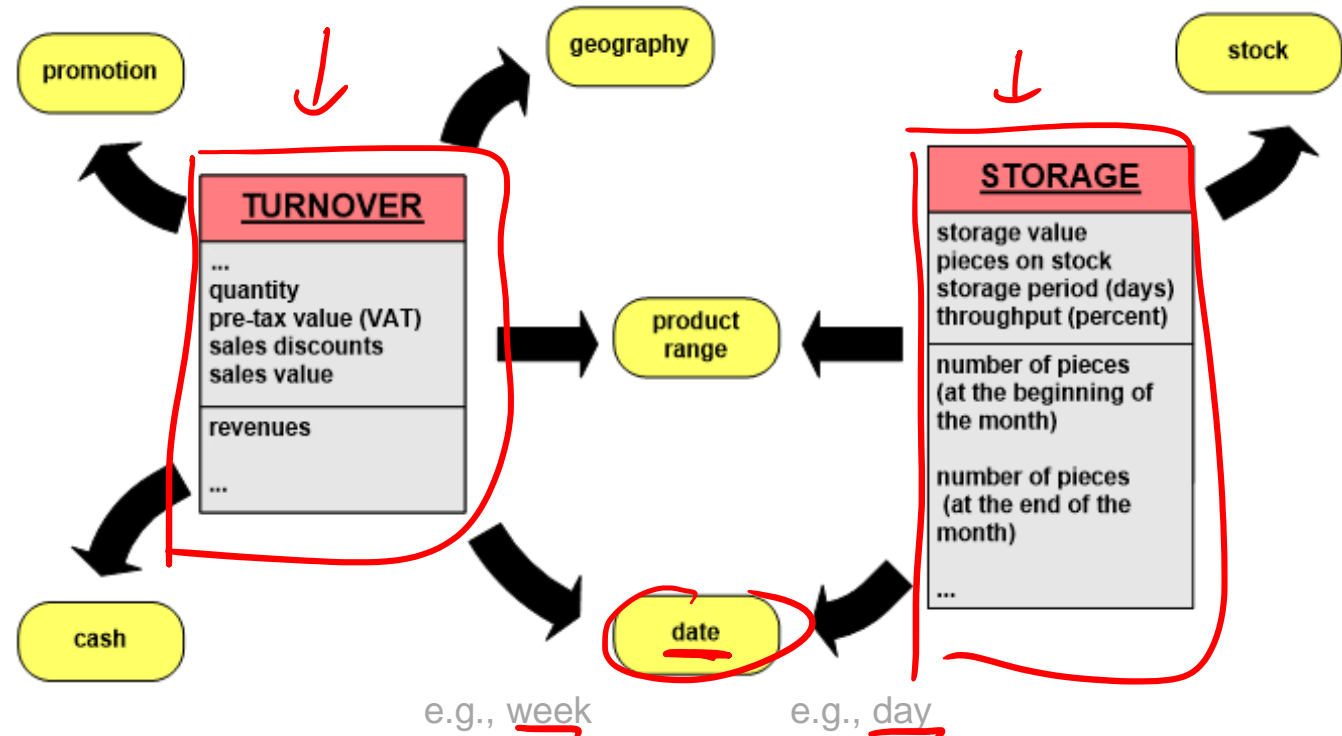 geography
stock
promotion
TURNOVER
...
quantity
pre-tax value (VAT)
sales discounts
sales value
revenues
...
product
range
STORAGE
storage value
pieces on stock
storage period (days)
throughput (percent)
number of pieces
(at the beginning of
the month)
number of pieces
(at the end of the
month)
...
cash
date
e.g., week
e.g., day